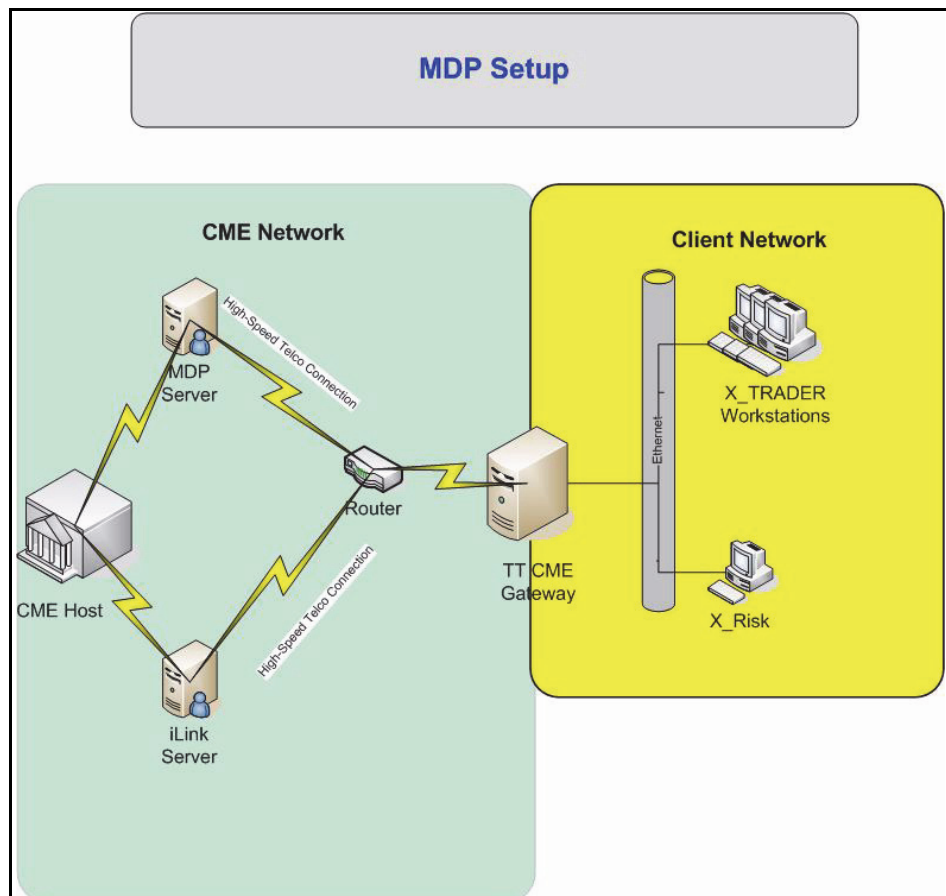 MDP Setup
CME Network
Client Network
High-Speed Telco Connection
MDP
Server
X_TRADER
Workstations
Ethernet
Router
TT CME
Gateway
CME Host
High-Speed Telco Connection
X_Risk
iLink
Server